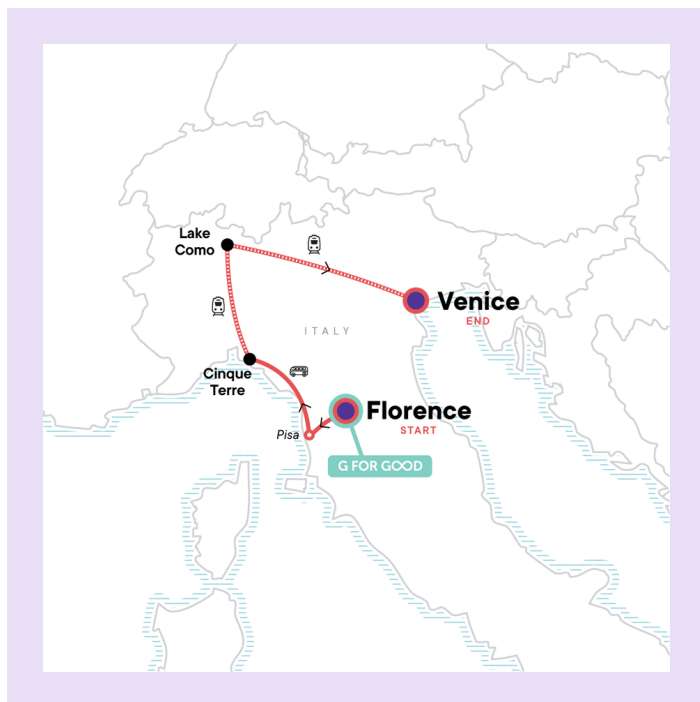 Lake
Como
Venice
END
ITALY
Cinque
Terre
Florence
START
Pisa
G FOR GOOD